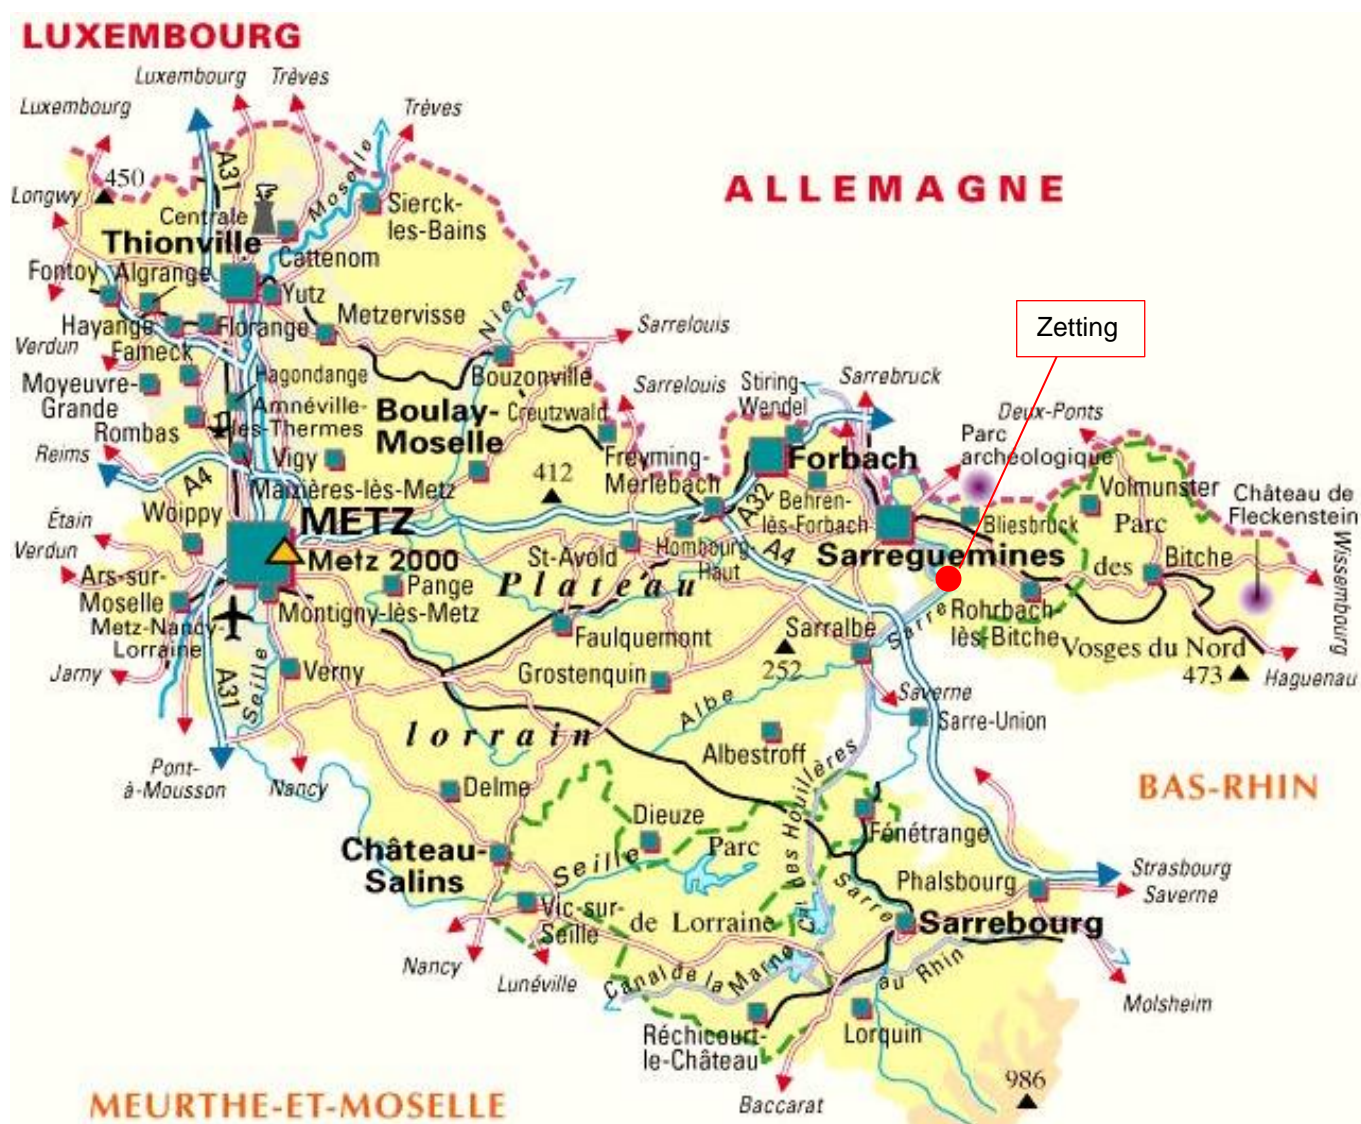 LUXEMBOURG
Luxembourg
Trèves
Luxembourg
Trèves
A31
Moselle
ALLEMAGNE
450
Longwy
Centrale
Sierck-
les-Bains
Thionville
Cattenom
Fontoy
Algrange
Yutz
Nied
Metzervisse
Hayange
Florange
Sarrelouis
Zetting
Verdun
Fameck
Hagondange
Bouzonville
Sarrelouis
Stiring-
Wendel
Sarrebruck
Moyeuvre-
Grande
Amnéville-
les-Thermes
Boulay-
Moselle
Creutzwald
Deux-Ponts
Rombas
Parc
archéologique
Reims
Vigy
Freyming-
Merlebach
Forbach
412
A4
Maizières-lès-Metz
A32
Behren-
lès-Forbach
Volmunster
Château de
Fleckenstein
Woippy
METZ
Bliesbruck
Parc
Étain
Metz 2000
St-Avold
Hombourg-
Haut
A4
Sarreguemines
des
Bitche
Verdun
Ars-sur-
Moselle
Pange
Plateau
Wissembourg
Montigny-lès-Metz
Rohrbach
lès-Bitche
Metz-Nancy-
Lorraine
Faulquemont
Sarralbe
Sarre
Vosges du Nord
Jarny
A31
Seille
Verny
Grostenquin
252
473
Haguenau
Albe
Saverne
Sarre-Union
lorrain
Albestroff
Pont-
à-Mousson
Nancy
Delme
BAS-RHIN
Dieuze
Cal des Houillères
Fénétrange
Château-
Salins
Seille
Parc
Strasbourg
Phalsbourg
Saverne
Sarre
Vic-sur-
Seille
de Lorraine
Sarrebourg
Nancy
Lunéville
Canal de la Marne
au Rhin
Molsheim
Réchicourt-
le-Château
Lorquin
986
MEURTHE-ET-MOSELLE
Baccarat